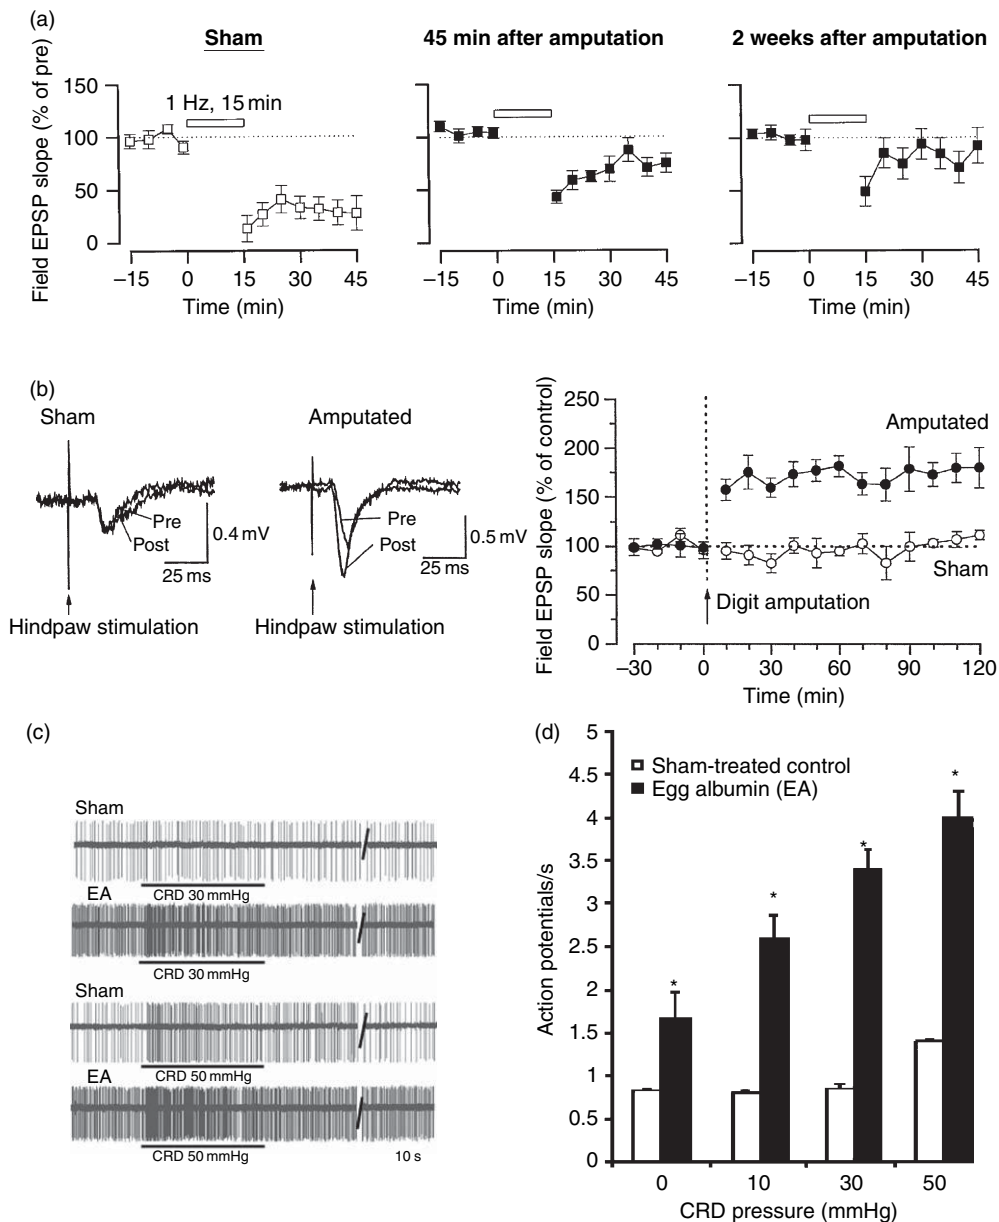 (a)
Sham
45 min after amputation
2 weeks after amputation
Field EPSP slope (% of pre)
150
100
50
0
1 Hz, 15 min
–15 0 15 30 45
Time (min)
–15 0 15 30 45
Time (min)
–15 0 15 30 45
Time (min)
(b)
Sham
Pre
Post
0.4 mV
25 ms
Hindpaw stimulation
Amputated
Pre
Post
0.5 mV
25 ms
Hindpaw stimulation
Field EPSP slope (% of control)
250
200
150
100
50
0
Amputated
Sham
Digit amputation
–30 0 30 60 90 120
Time (min)
(c)
Sham
CRD 30 mmHg
EA
CRD 30 mmHg
Sham
CRD 50 mmHg
EA
CRD 50 mmHg
10 s
(d)
Action potentials/s
5
4.5
4
3.5
3
2.5
2
1.5
1
0.5
0
Sham-treated control
Egg albumin (EA)
* * * *
0 10 30 50
CRD pressure (mmHg)